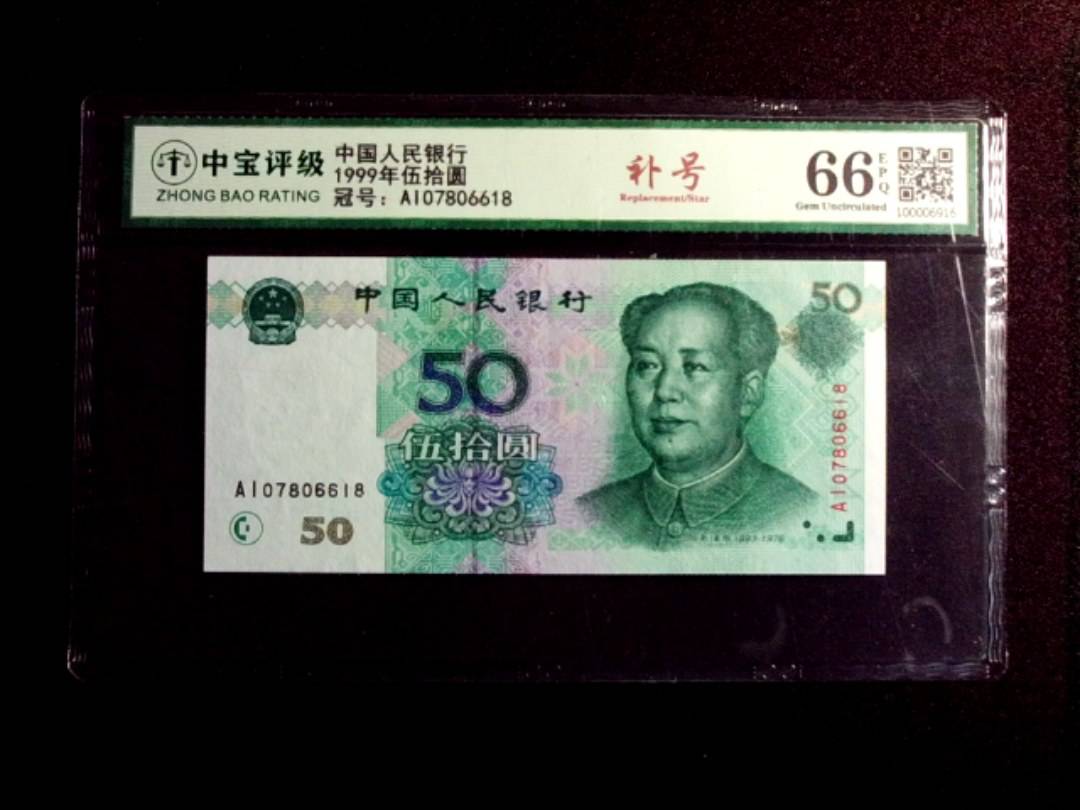 中宝评级
ZHONG BAO RATING
中国人民银行
1999年伍拾圆
冠号：AI07806618
补号
Replacement/Star
66
EPQ
Gem Uncirculated
100006916
中国人民银行
50
50
伍拾圆
AI07806618
50
AI07806618